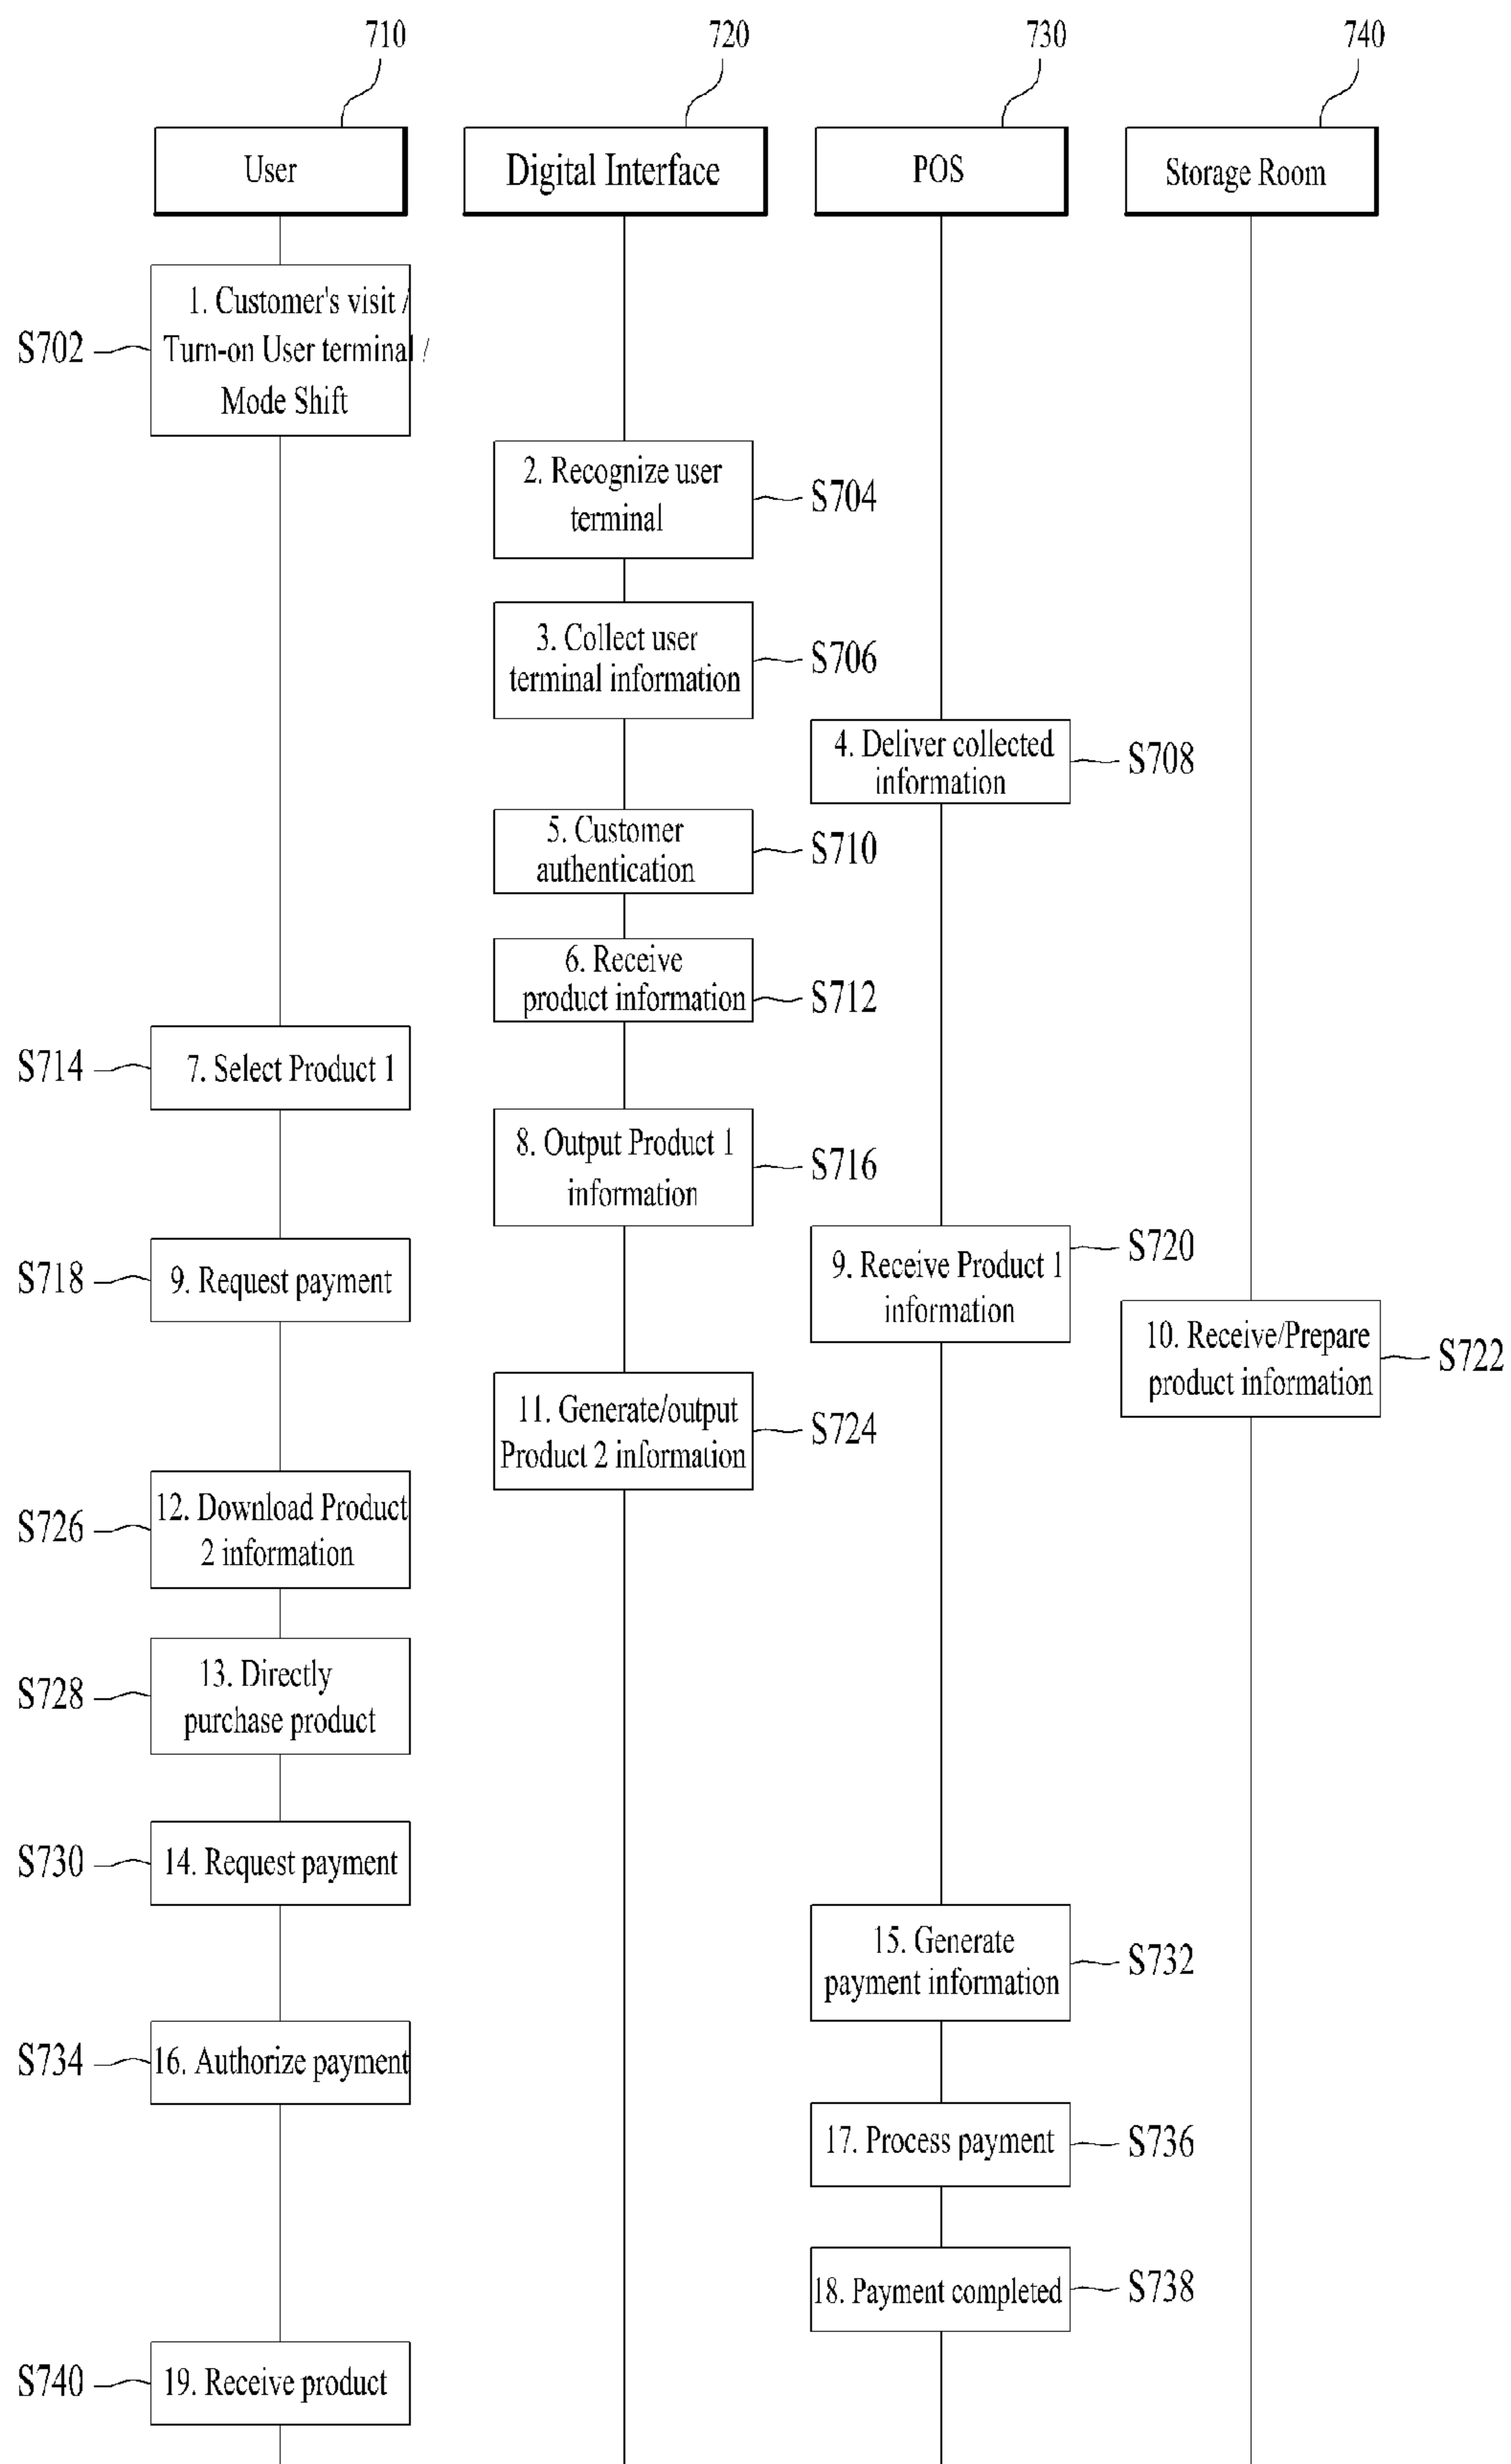 710
720
730
740
User
Digital Interface
POS
Storage Room
1. Customer's visit /
Turn-on User terminal /
Mode Shift
S702
2. Recognize user
terminal
S704
3. Collect user
terminal information
S706
4. Deliver collected
information
S708
5. Customer
authentication
S710
6. Receive
product information
S712
S714
7. Select Product 1
8. Output Product 1
information
S716
S718
9. Request payment
9. Receive Product 1
information
S720
10. Receive/Prepare
product information
S722
11. Generate/output
Product 2 information
S724
S726
12. Download Product
2 information
S728
13. Directly
purchase product
S730
14. Request payment
15. Generate
payment information
S732
S734
16. Authorize payment
17. Process payment
S736
18. Payment completed
S738
S740
19. Receive product